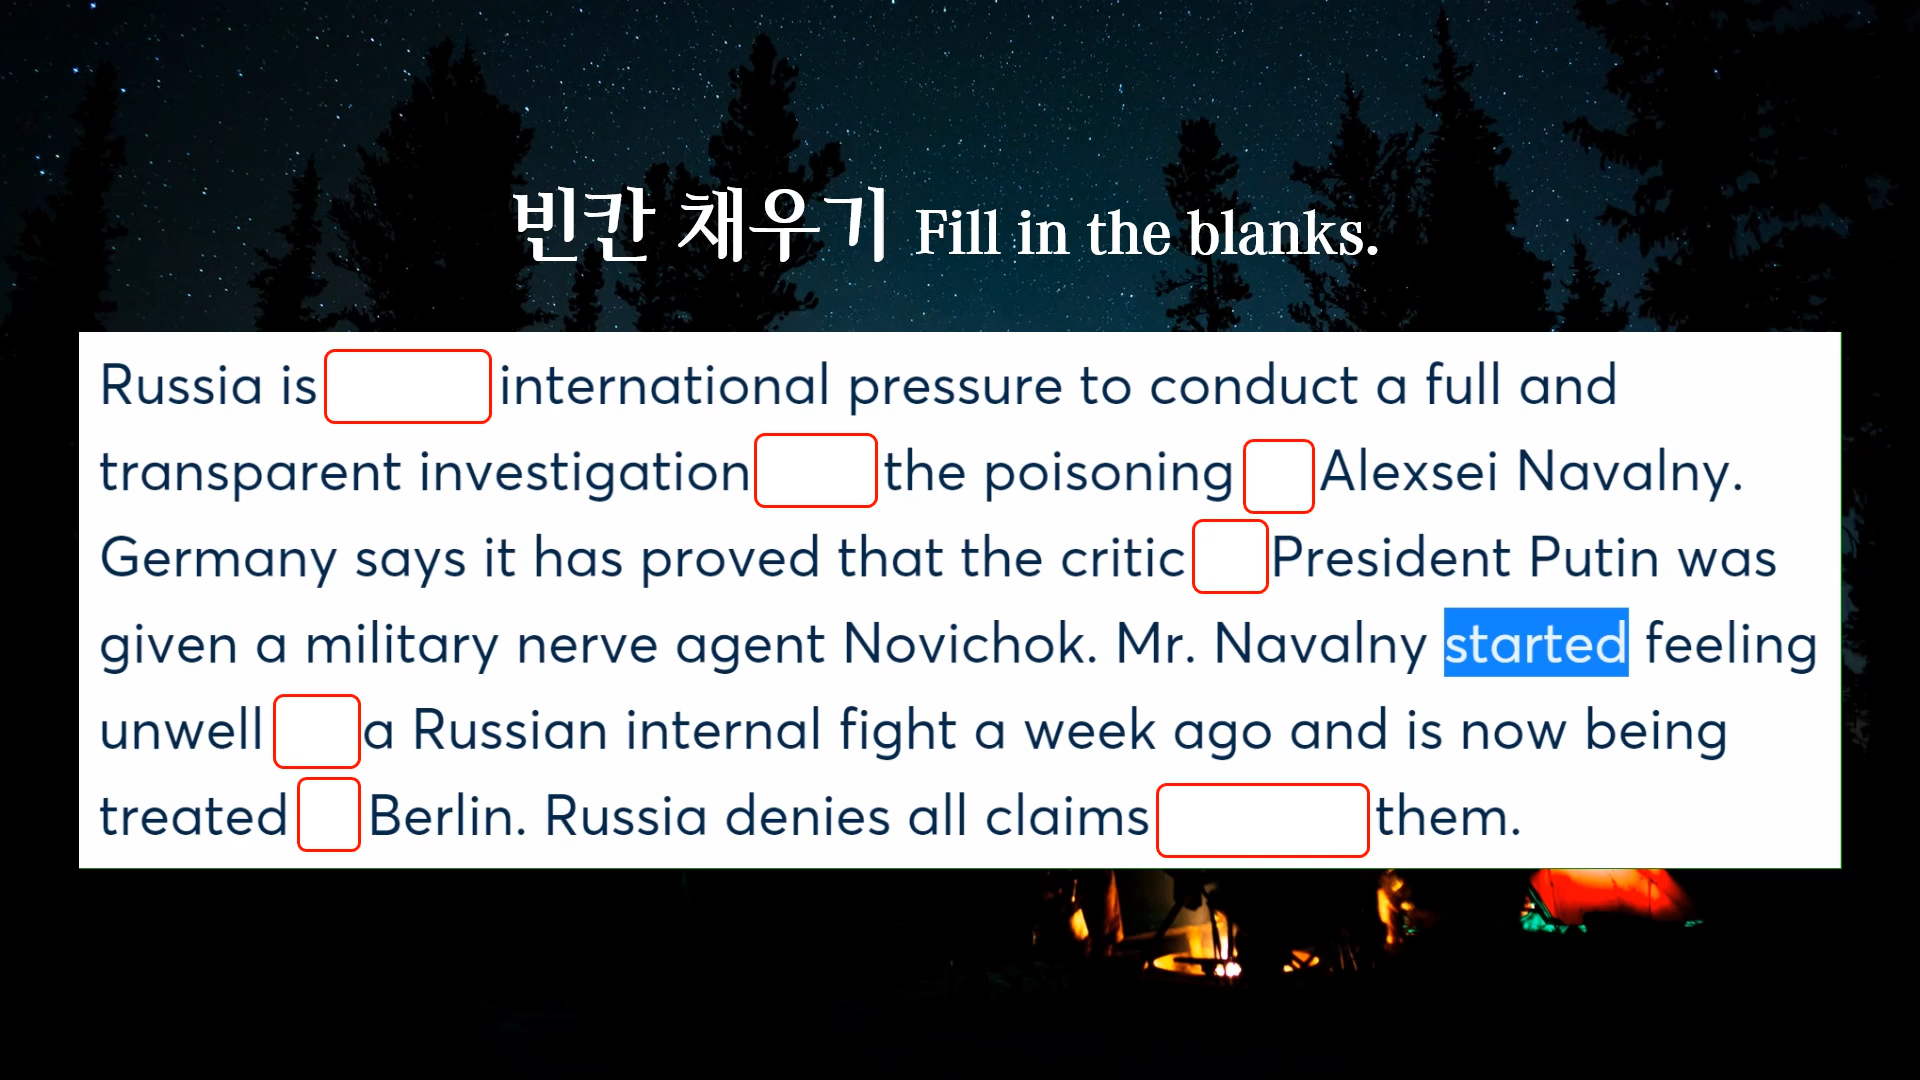 빈칸 채우기 Fill in the blanks.
Russia is international pressure to conduct a full and
transparent investigation the poisoning Alexsei Navalny.
Germany says it has proved that the critic President Putin was
given a military nerve agent Novichok. Mr. Navalny started feeling
unwell a Russian internal fight a week ago and is now being
treated Berlin. Russia denies all claims them.